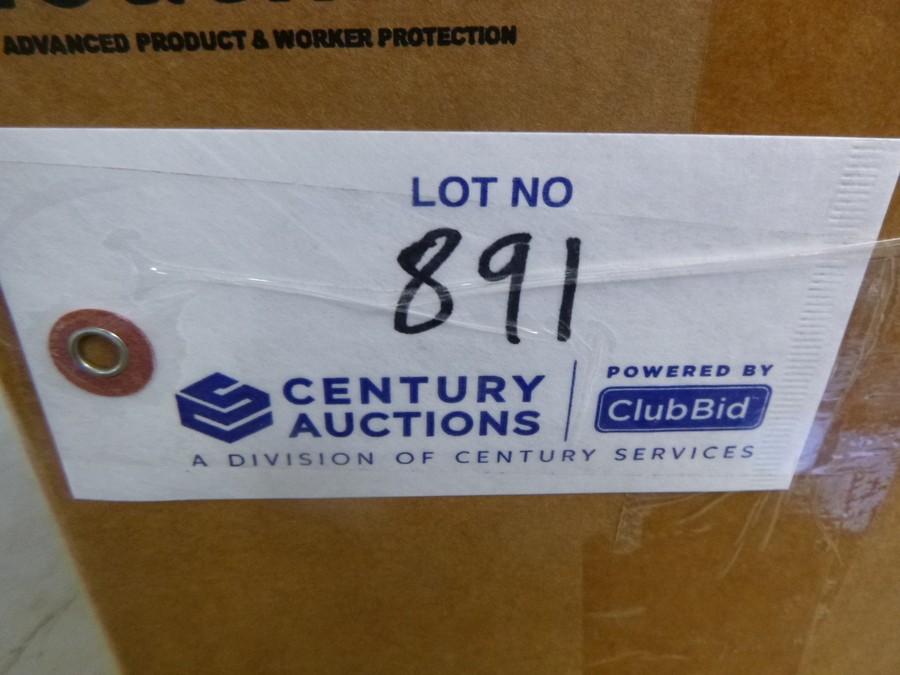 ADVANCED PRODUCT & WORKER PROTECTION
LOT NO
891
CENTURY
AUCTIONS
POWERED BY
ClubBid
A DIVISION OF CENTURY SERVICES